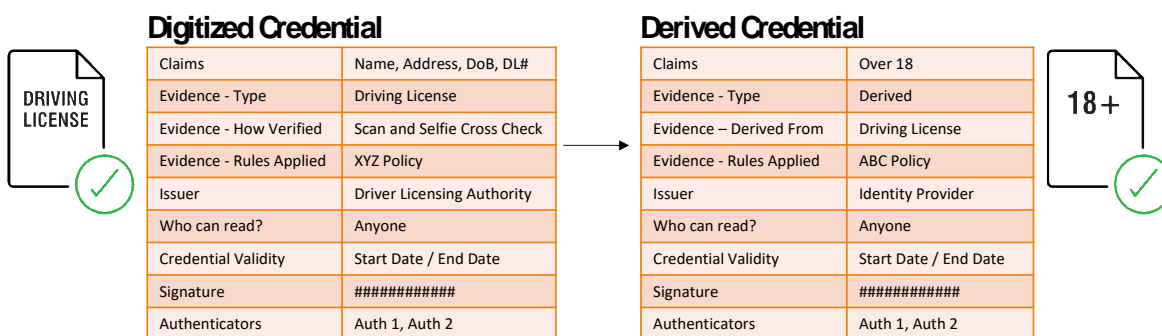 Digitized Credential
DRIVING
LICENSE
Claims Name, Address, DoB, DL#
Evidence - Type Driving License
Evidence - How Verified Scan and Selfie Cross Check
Evidence - Rules Applied XYZ Policy
Issuer Driver Licensing Authority
Who can read? Anyone
Credential Validity Start Date / End Date
Signature ############
Authenticators Auth 1, Auth 2
Derived Credential
Claims Over 18
Evidence - Type Derived
Evidence – Derived From Driving License
Evidence - Rules Applied ABC Policy
Issuer Identity Provider
Who can read? Anyone
Credential Validity Start Date / End Date
Signature ############
Authenticators Auth 1, Auth 2
18+